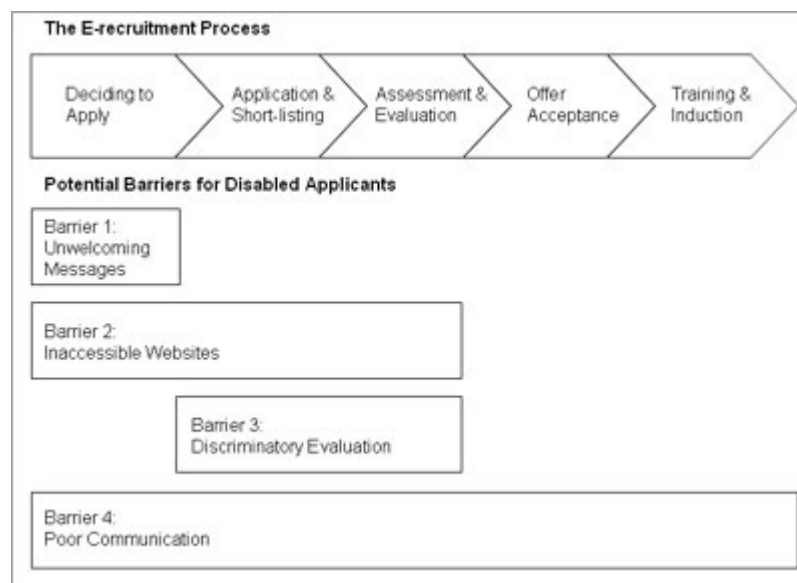 The E-recruitment Process
Deciding to
Apply
Application &
Short-listing
Assessment &
Evaluation
Offer
Acceptance
Training &
Induction
Potential Barriers for Disabled Applicants
Barrier 1:
Unwelcoming
Messages
Barrier 2:
Inaccessible Websites
Barrier 3:
Discriminatory Evaluation
Barrier 4:
Poor Communication